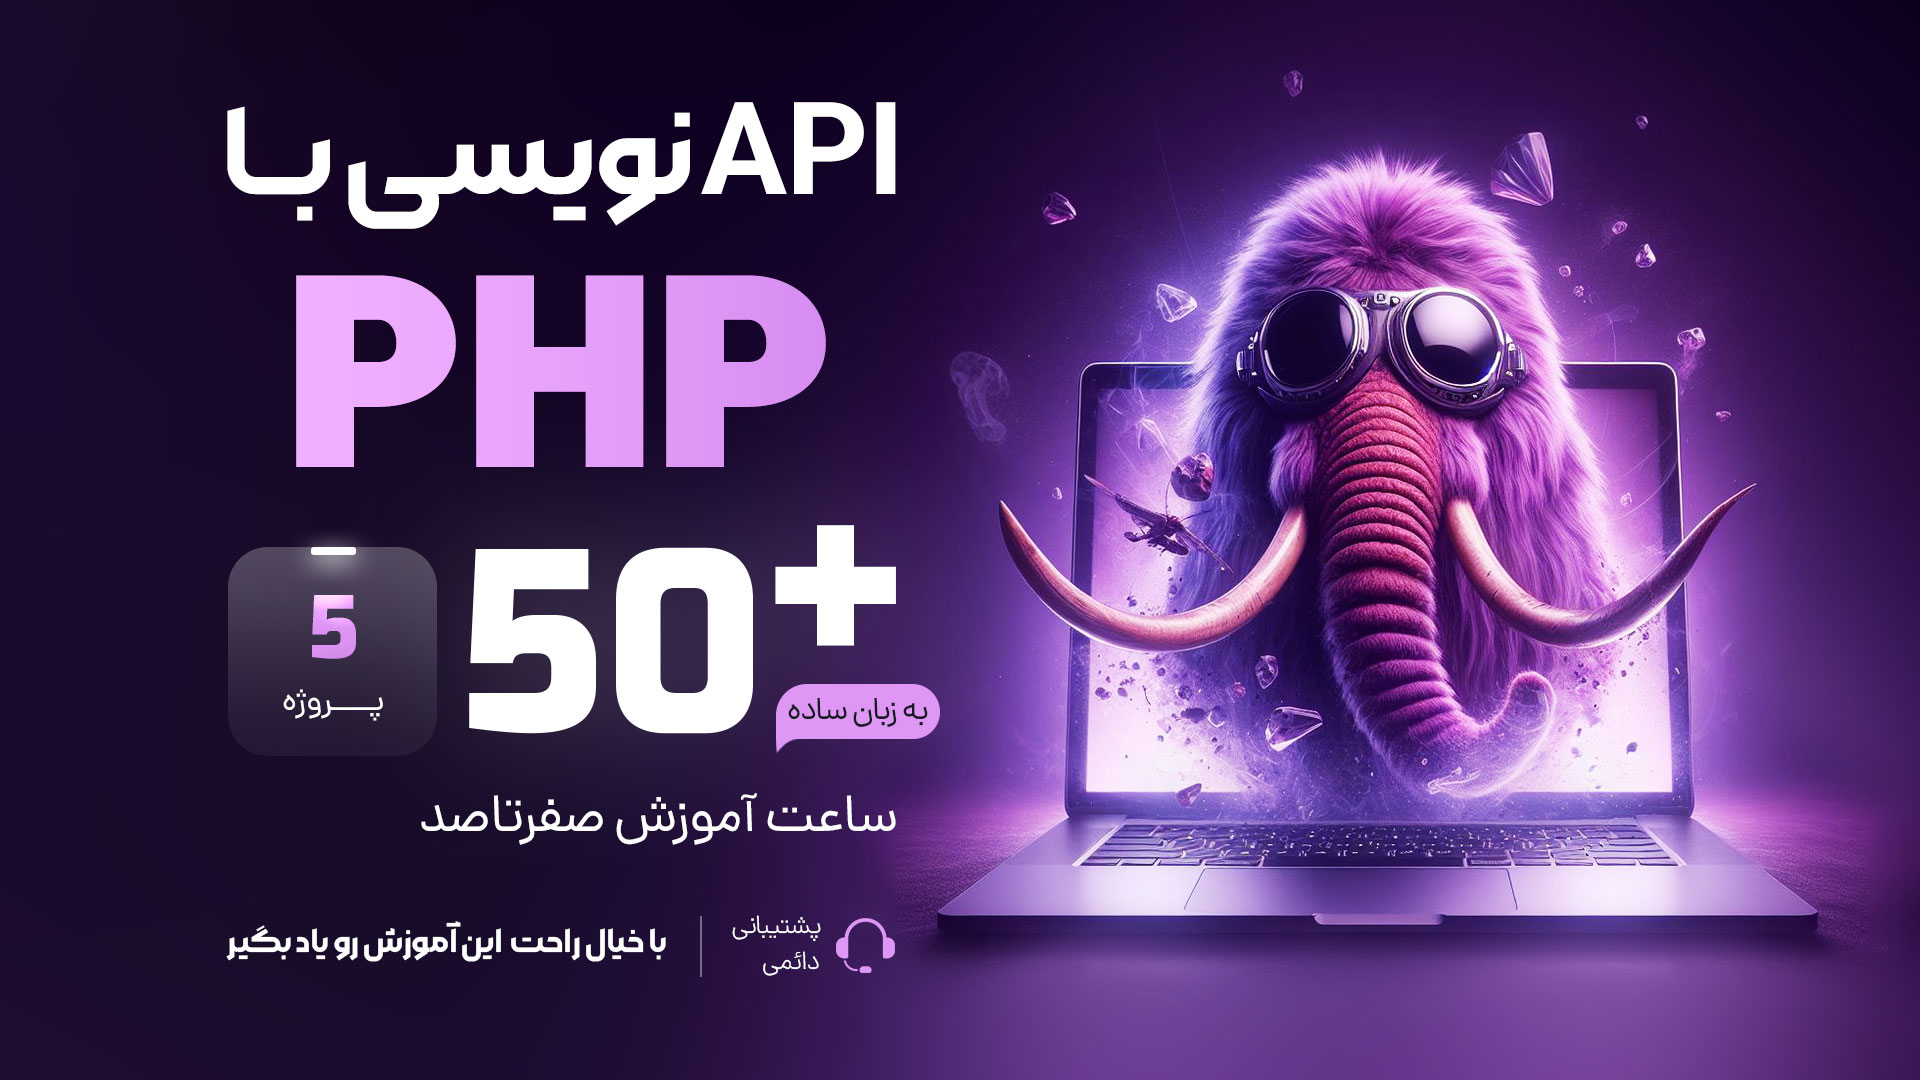 API نویسی با
PHP
50+
به زبان ساده
5
پـــروژه
ساعت آموزش صفرتاصد
پشتیبانی
دائمی
با خیال راحت این آموزش رو یاد بگیر